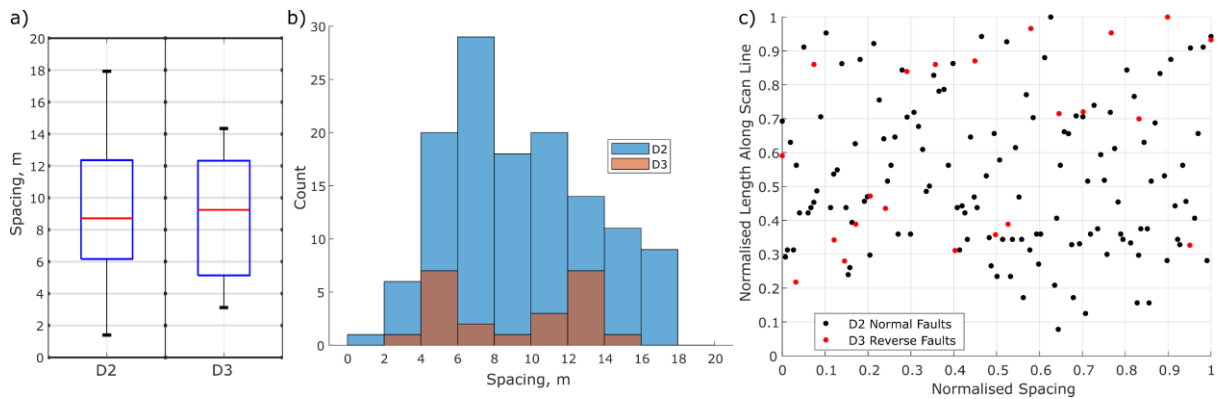 a)
Spacing, m
20
18
16
14
12
10
8
6
4
2
0
D2
D3
b)
Count
30
25
20
15
10
5
0
D2
D3
0 2 4 6 8 10 12 14 16 18 20
Spacing, m
c)
Normalised Length Along Scan Line
1
0.9
0.8
0.7
0.6
0.5
0.4
0.3
0.2
0.1
0
D2 Normal Faults
D3 Reverse Faults
0 0.1 0.2 0.3 0.4 0.5 0.6 0.7 0.8 0.9 1
Normalised Spacing